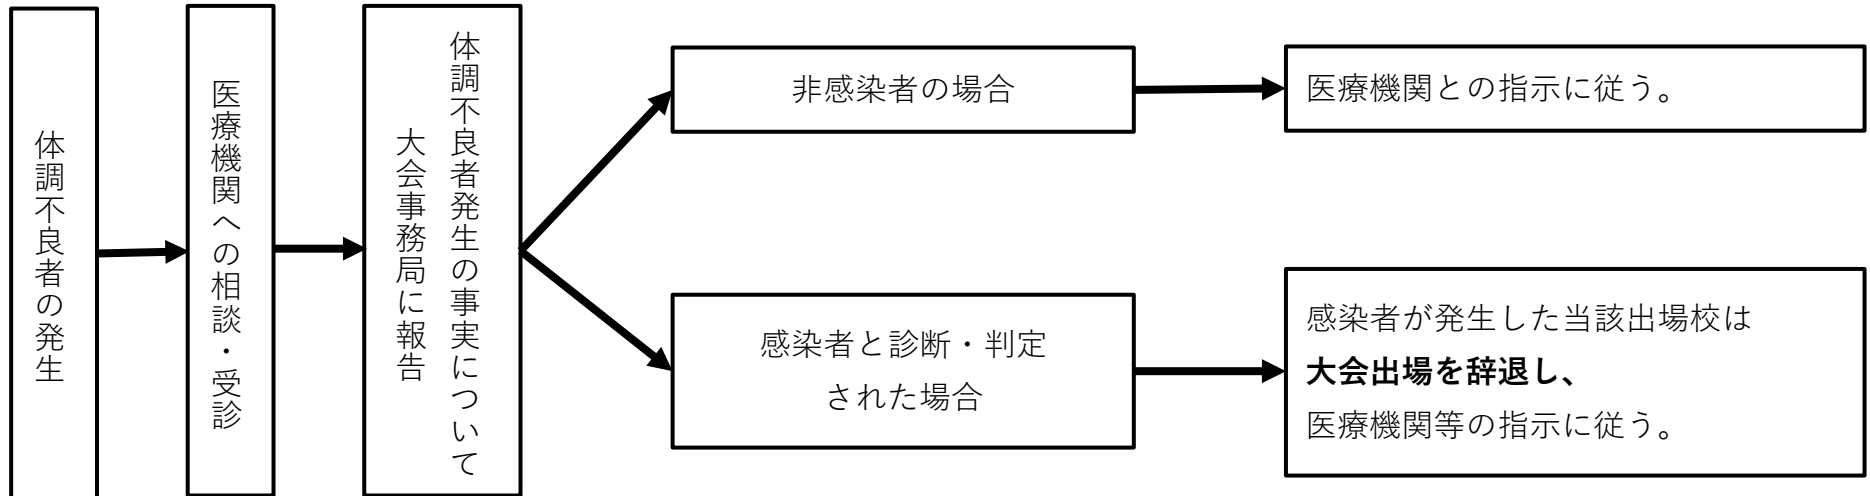 体調不良者の発生
医療機関への相談・受診
体調不良者発生の事実について
大会事務局に報告
非感染者の場合
医療機関との指示に従う。
感染者と診断・判定
された場合
感染者が発生した当該出場校は
大会出場を辞退し、
医療機関等の指示に従う。